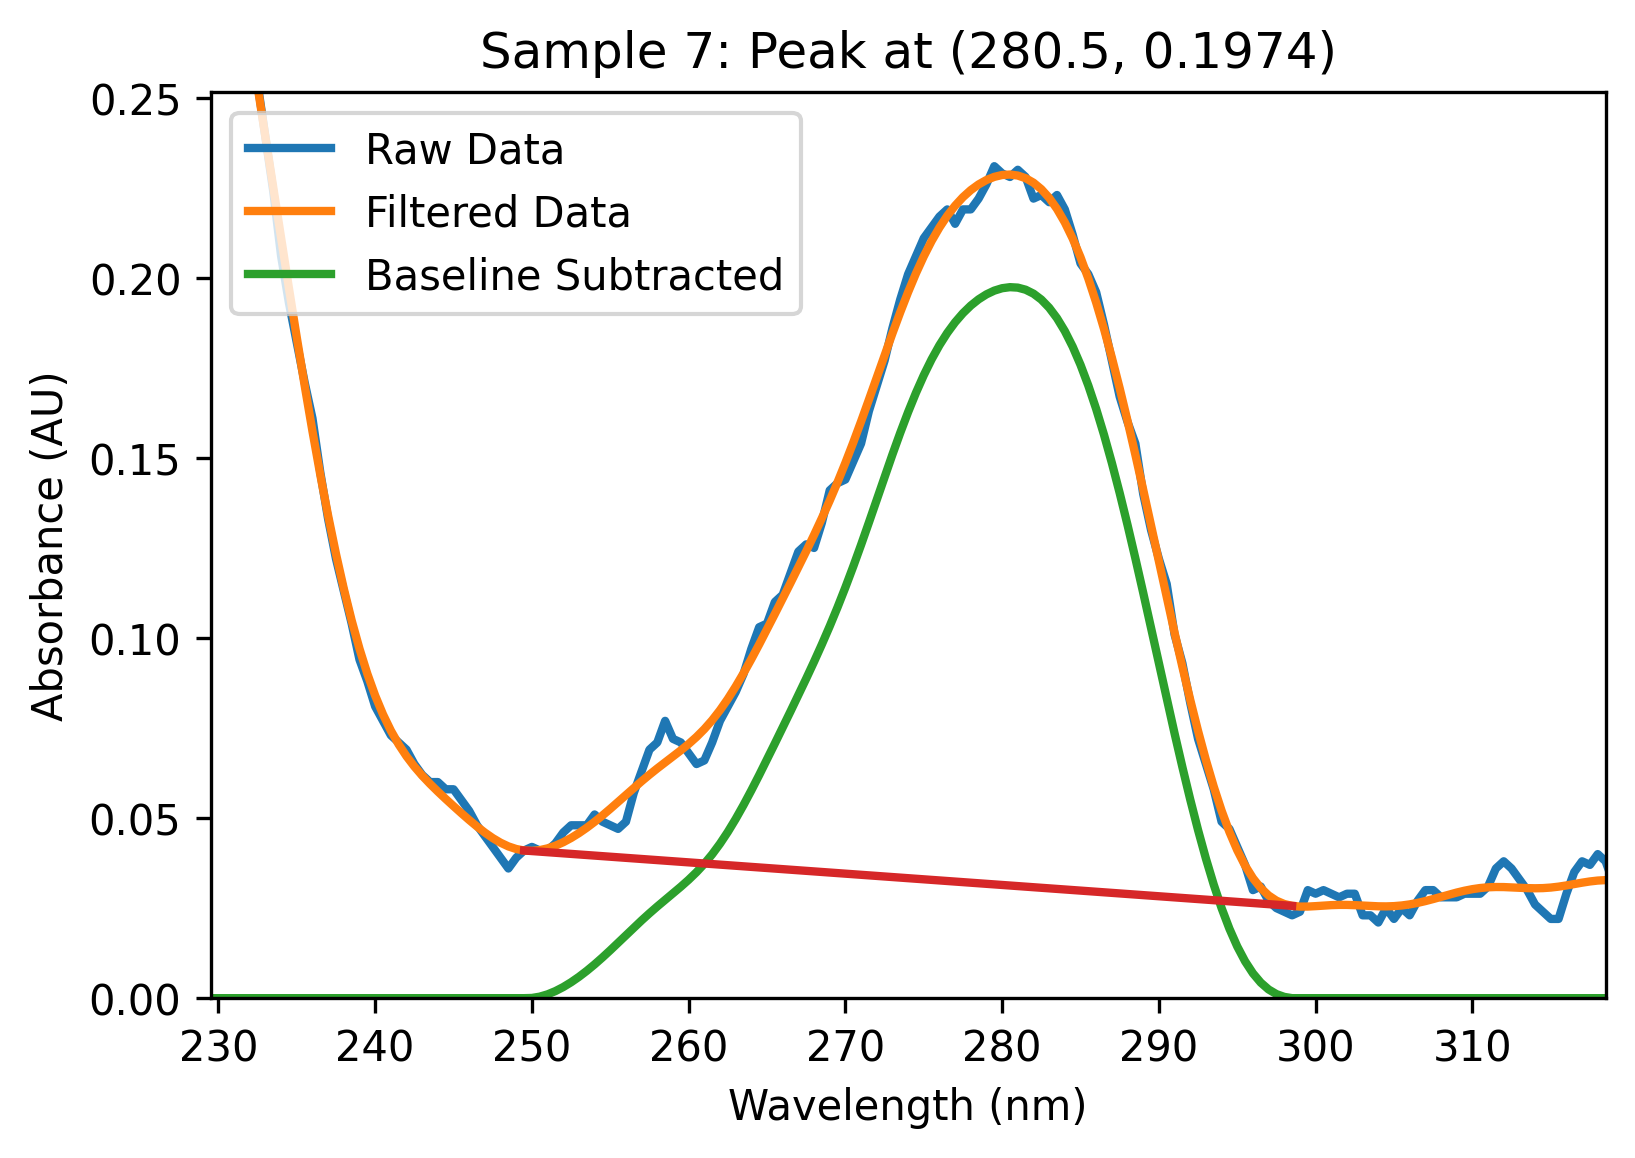 Sample 7: Peak at (280.5, 0.1974)
0.25
0.20
0.15
0.10
0.05
0.00
Absorbance (AU)
Raw Data
Filtered Data
Baseline Subtracted
230 240 250 260 270 280 290 300 310
Wavelength (nm)